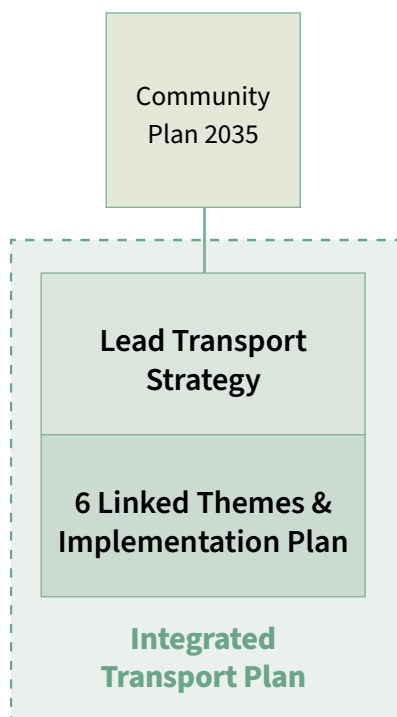 Community
Plan 2035
Lead Transport
Strategy
6 Linked Themes &
Implementation Plan
Integrated
Transport Plan